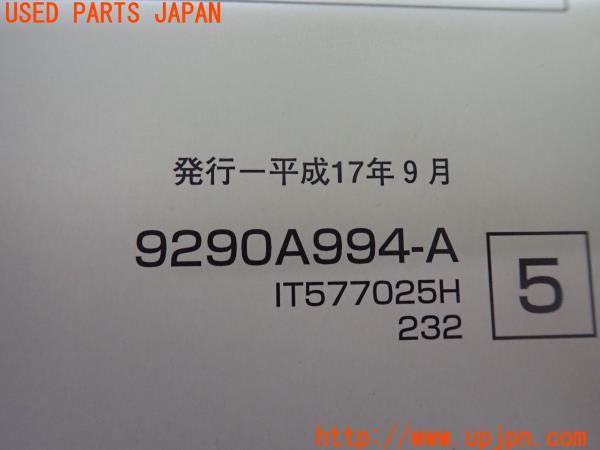 USED PARTS JAPAN
発行ー平成17年9月
9290A994-A
IT577025H
232
5
http://www.upjpn.com/